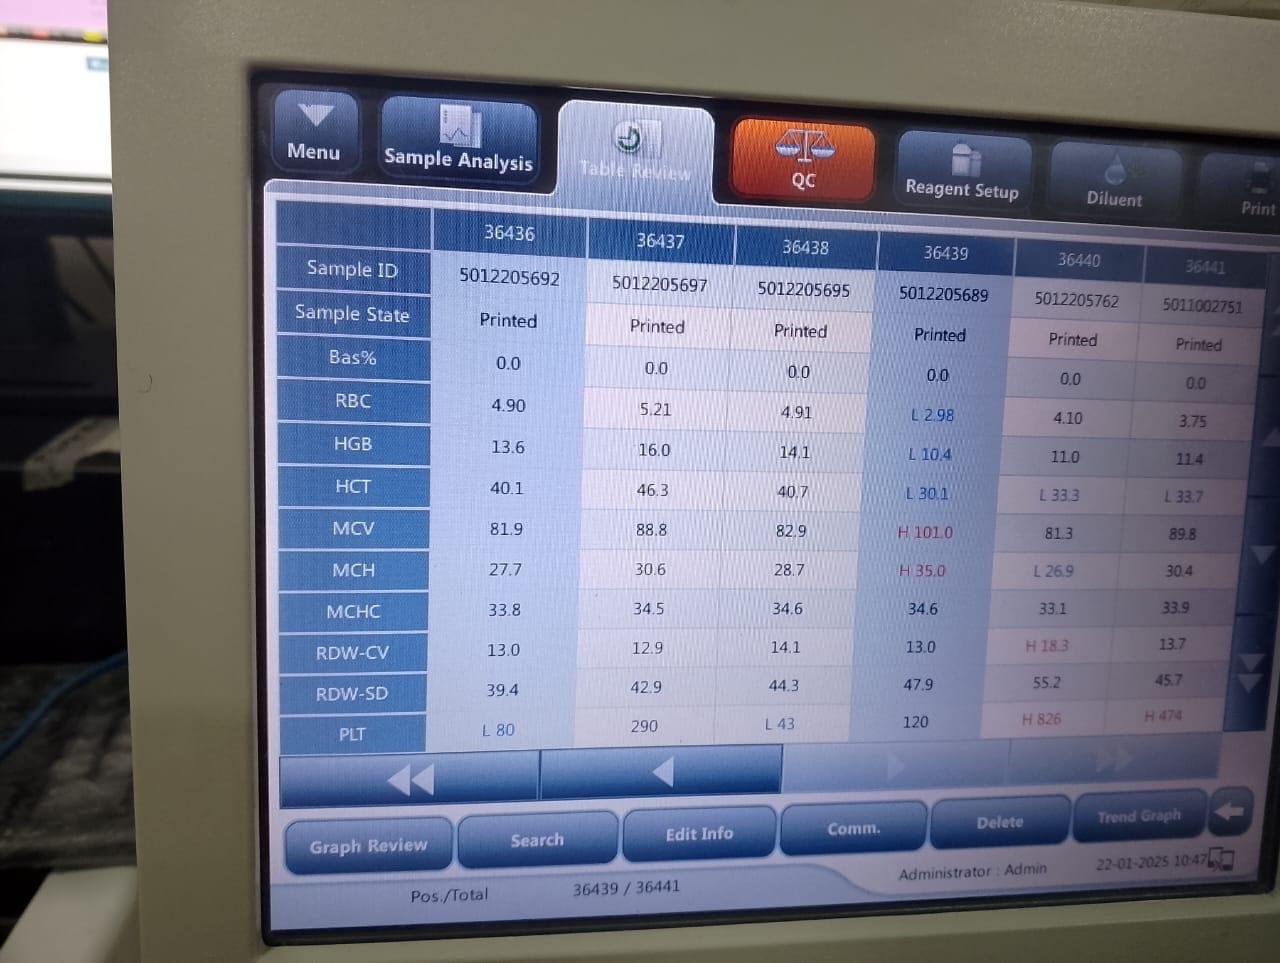 Menu Sample Analysis Table Review QC Reagent Setup Diluent Print
36436 36437 36438 36439 36440 36441
Sample ID 5012205692 5012205697 5012205695 5012205689 5012205762 5011002751
Sample State Printed Printed Printed Printed Printed Printed
Bas% 0.0 0.0 0.0 0.0 0.0 0.0
RBC 4.90 5.21 4.91 L 2.98 4.10 3.75
HGB 13.6 16.0 14.1 L 10.4 11.0 11.4
HCT 40.1 46.3 40.7 L 30.1 L 33.3 L 33.7
MCV 81.9 88.8 82.9 H 101.0 81.3 89.8
MCH 27.7 30.6 28.7 H 35.0 L 26.9 30.4
MCHC 33.8 34.5 34.6 34.6 33.1 33.9
RDW-CV 13.0 12.9 14.1 13.0 H 18.3 13.7
RDW-SD 39.4 42.9 44.3 47.9 55.2 45.7
PLT L 80 290 L 43 120 H 826 H 474
Graph Review Search Edit Info Comm. Delete Trend Graph
Pos./Total 36439 / 36441 Administrator : Admin 22-01-2025 10:47